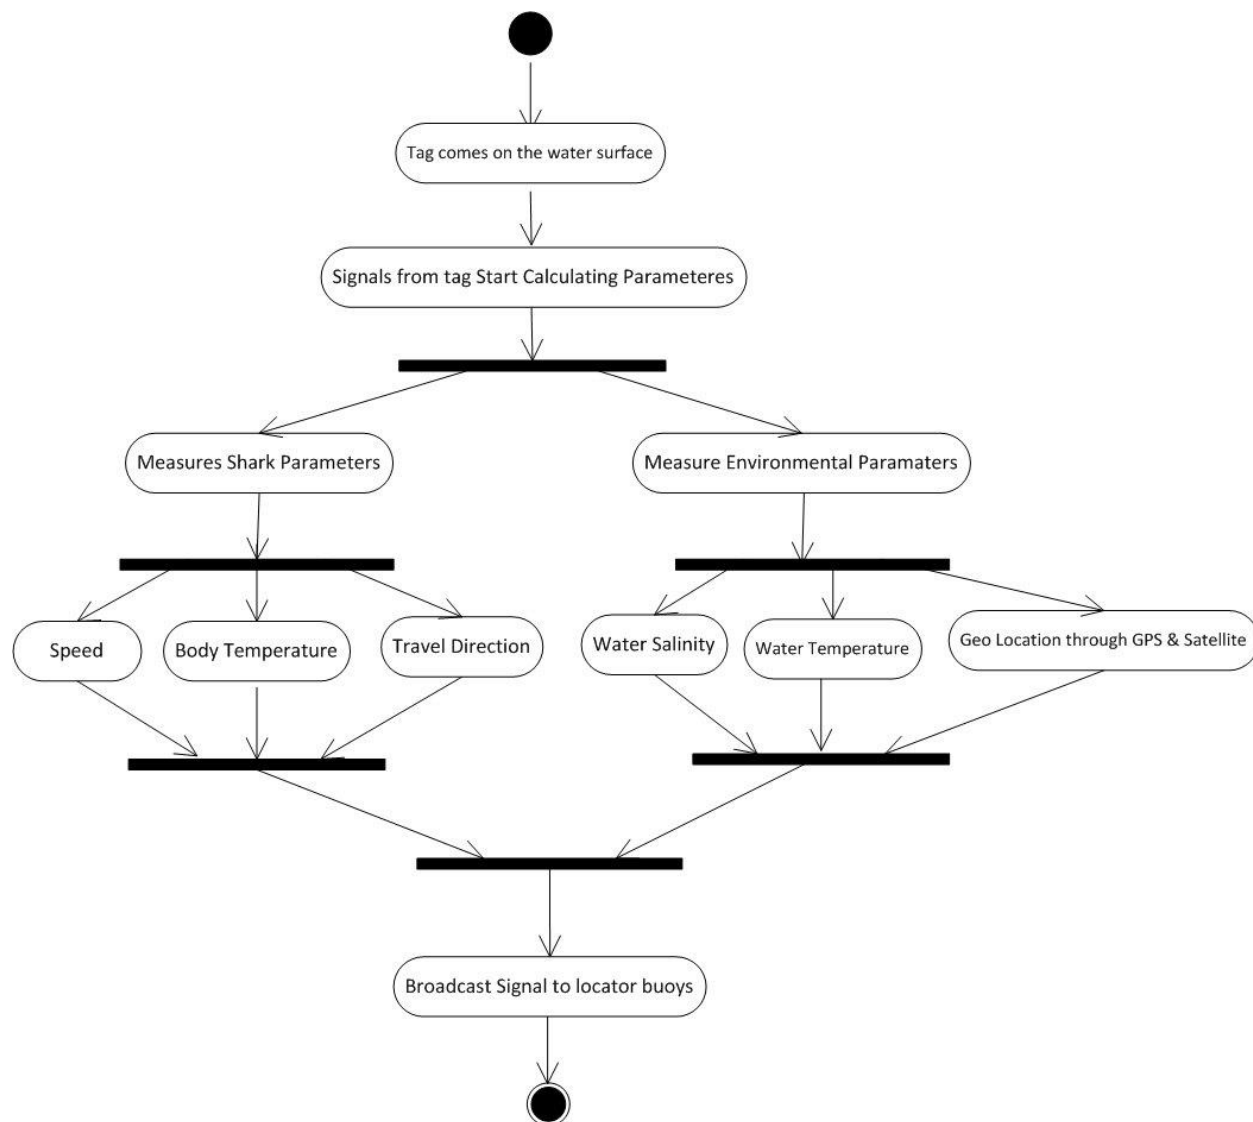 Tag comes on the water surface
Signals from tag Start Calculating Parameteres
Measures Shark Parameters
Measure Environmental Paramaters
Speed
Body Temperature
Travel Direction
Water Salinity
Water Temperature
Geo Location through GPS & Satellite
Broadcast Signal to locator buoys